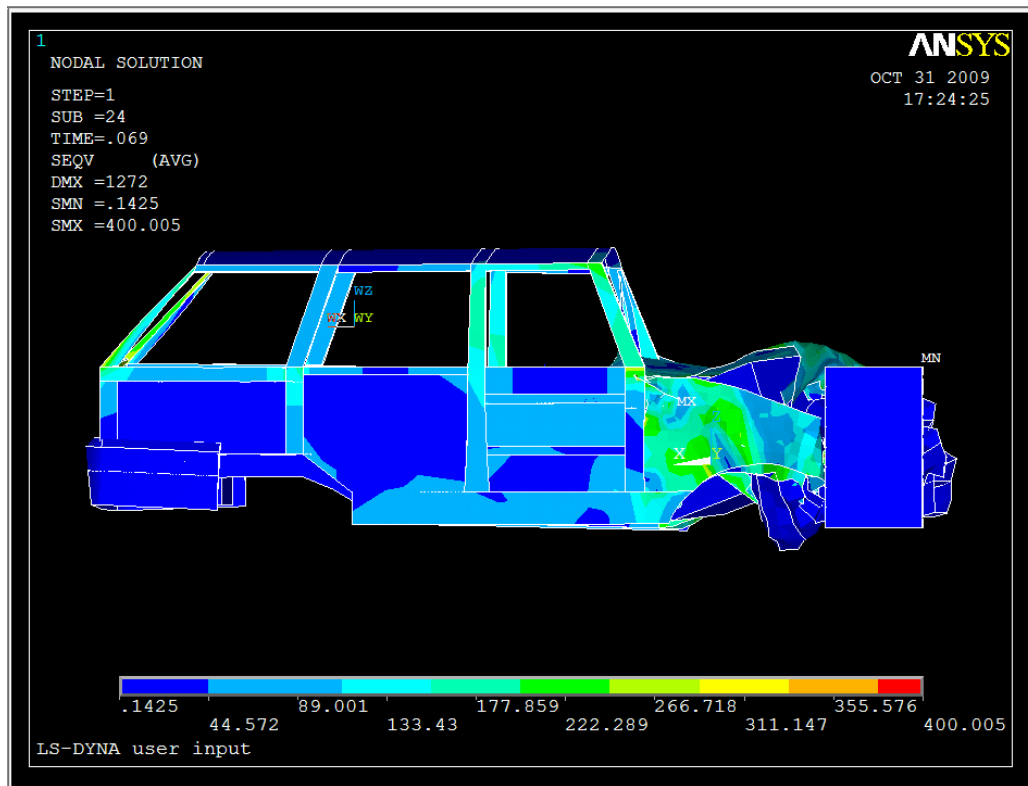 1
ANSYS
NODAL SOLUTION
OCT 31 2009
17:24:25
STEP=1
SUB =24
TIME=.069
SEQV (AVG)
DMX =1272
SMN =.1425
SMX =400.005
WZ
WX WY
MN
MX
X Y
.1425 89.001 177.859 266.718 355.576
44.572 133.43 222.289 311.147 400.005
LS-DYNA user input